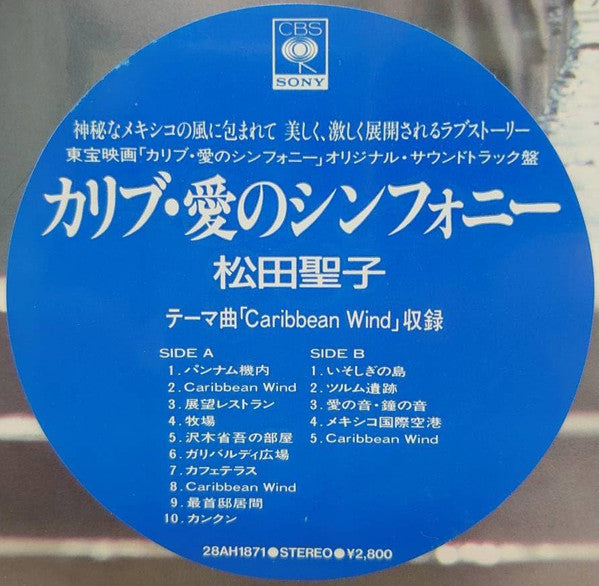 CBS
SONY
神秘なメキシコの風に包まれて 美しく、激しく展開されるラブストーリー
東宝映画「カリブ・愛のシンフォニー」オリジナル・サウンドトラック盤
カリブ・愛のシンフォニー
松田聖子
テーマ曲「Caribbean Wind」収録
SIDE A
1. パンナム機内
2. Caribbean Wind
3. 展望レストラン
4. 牧場
5. 沢木省吾の部屋
6. ガリバルディ広場
7. カフェテラス
8. Caribbean Wind
9. 最首邸居間
10. カンクン
SIDE B
1. いそしぎの島
2. ツルム遺跡
3. 愛の音・鐘の音
4. メキシコ国際空港
5. Caribbean Wind
28AH1871●STEREO●¥2,800